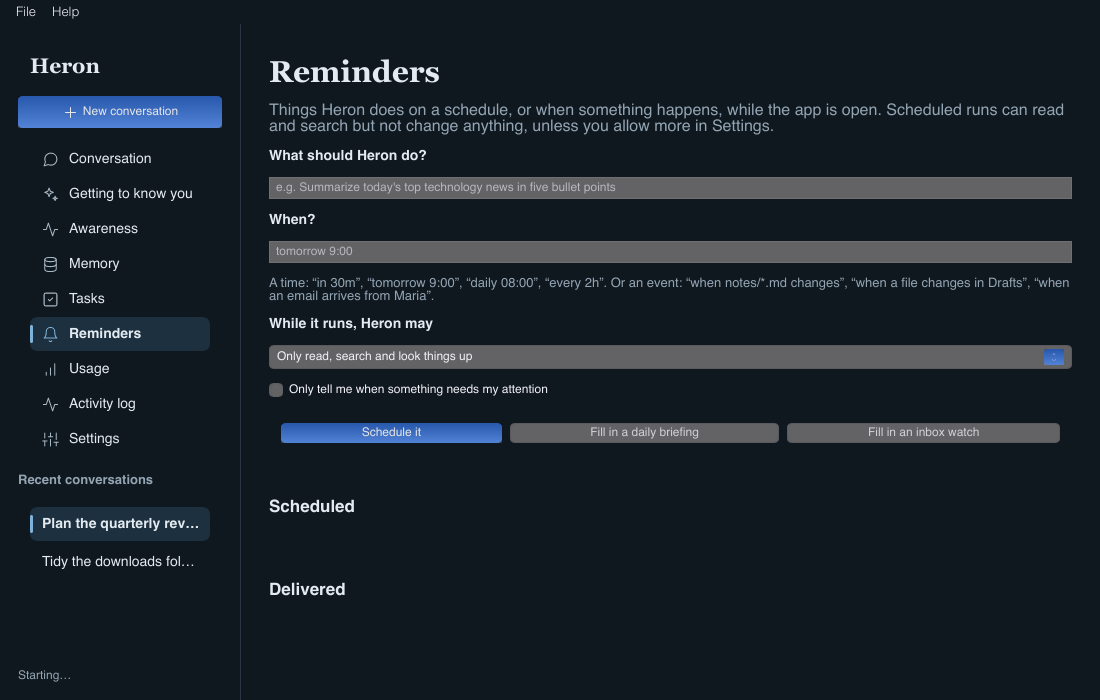 File Help
Heron
New conversation
Conversation
Getting to know you
Awareness
Memory
Tasks
Reminders
Usage
Activity log
Settings
Recent conversations
Plan the quarterly rev…
Tidy the downloads fol…
Starting…
Reminders
Things Heron does on a schedule, or when something happens, while the app is open. Scheduled runs can read
and search but not change anything, unless you allow more in Settings.
What should Heron do?
e.g. Summarize today's top technology news in five bullet points
When?
tomorrow 9:00
A time: “in 30m”, “tomorrow 9:00”, “daily 08:00”, “every 2h”. Or an event: “when notes/*.md changes”, “when a file changes in Drafts”, “when
an email arrives from Maria”.
While it runs, Heron may
Only read, search and look things up
Only tell me when something needs my attention
Schedule it
Fill in a daily briefing
Fill in an inbox watch
Scheduled
Delivered